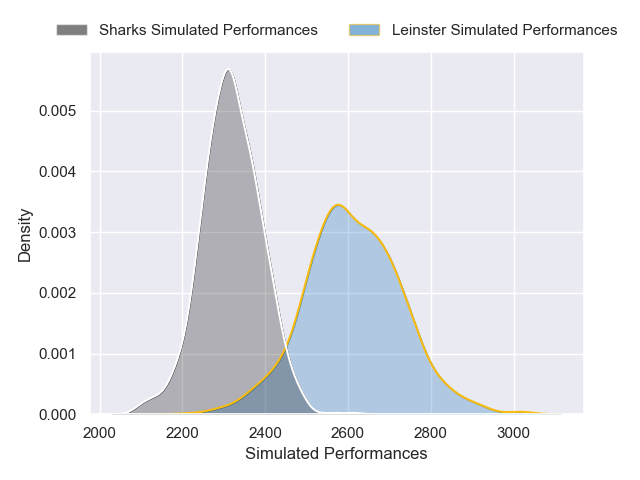 Sharks Simulated Performances Leinster Simulated Performances
0.005
0.004
0.003
0.002
0.001
0.000
Density
2000 2200 2400 2600 2800 3000
Simulated Performances